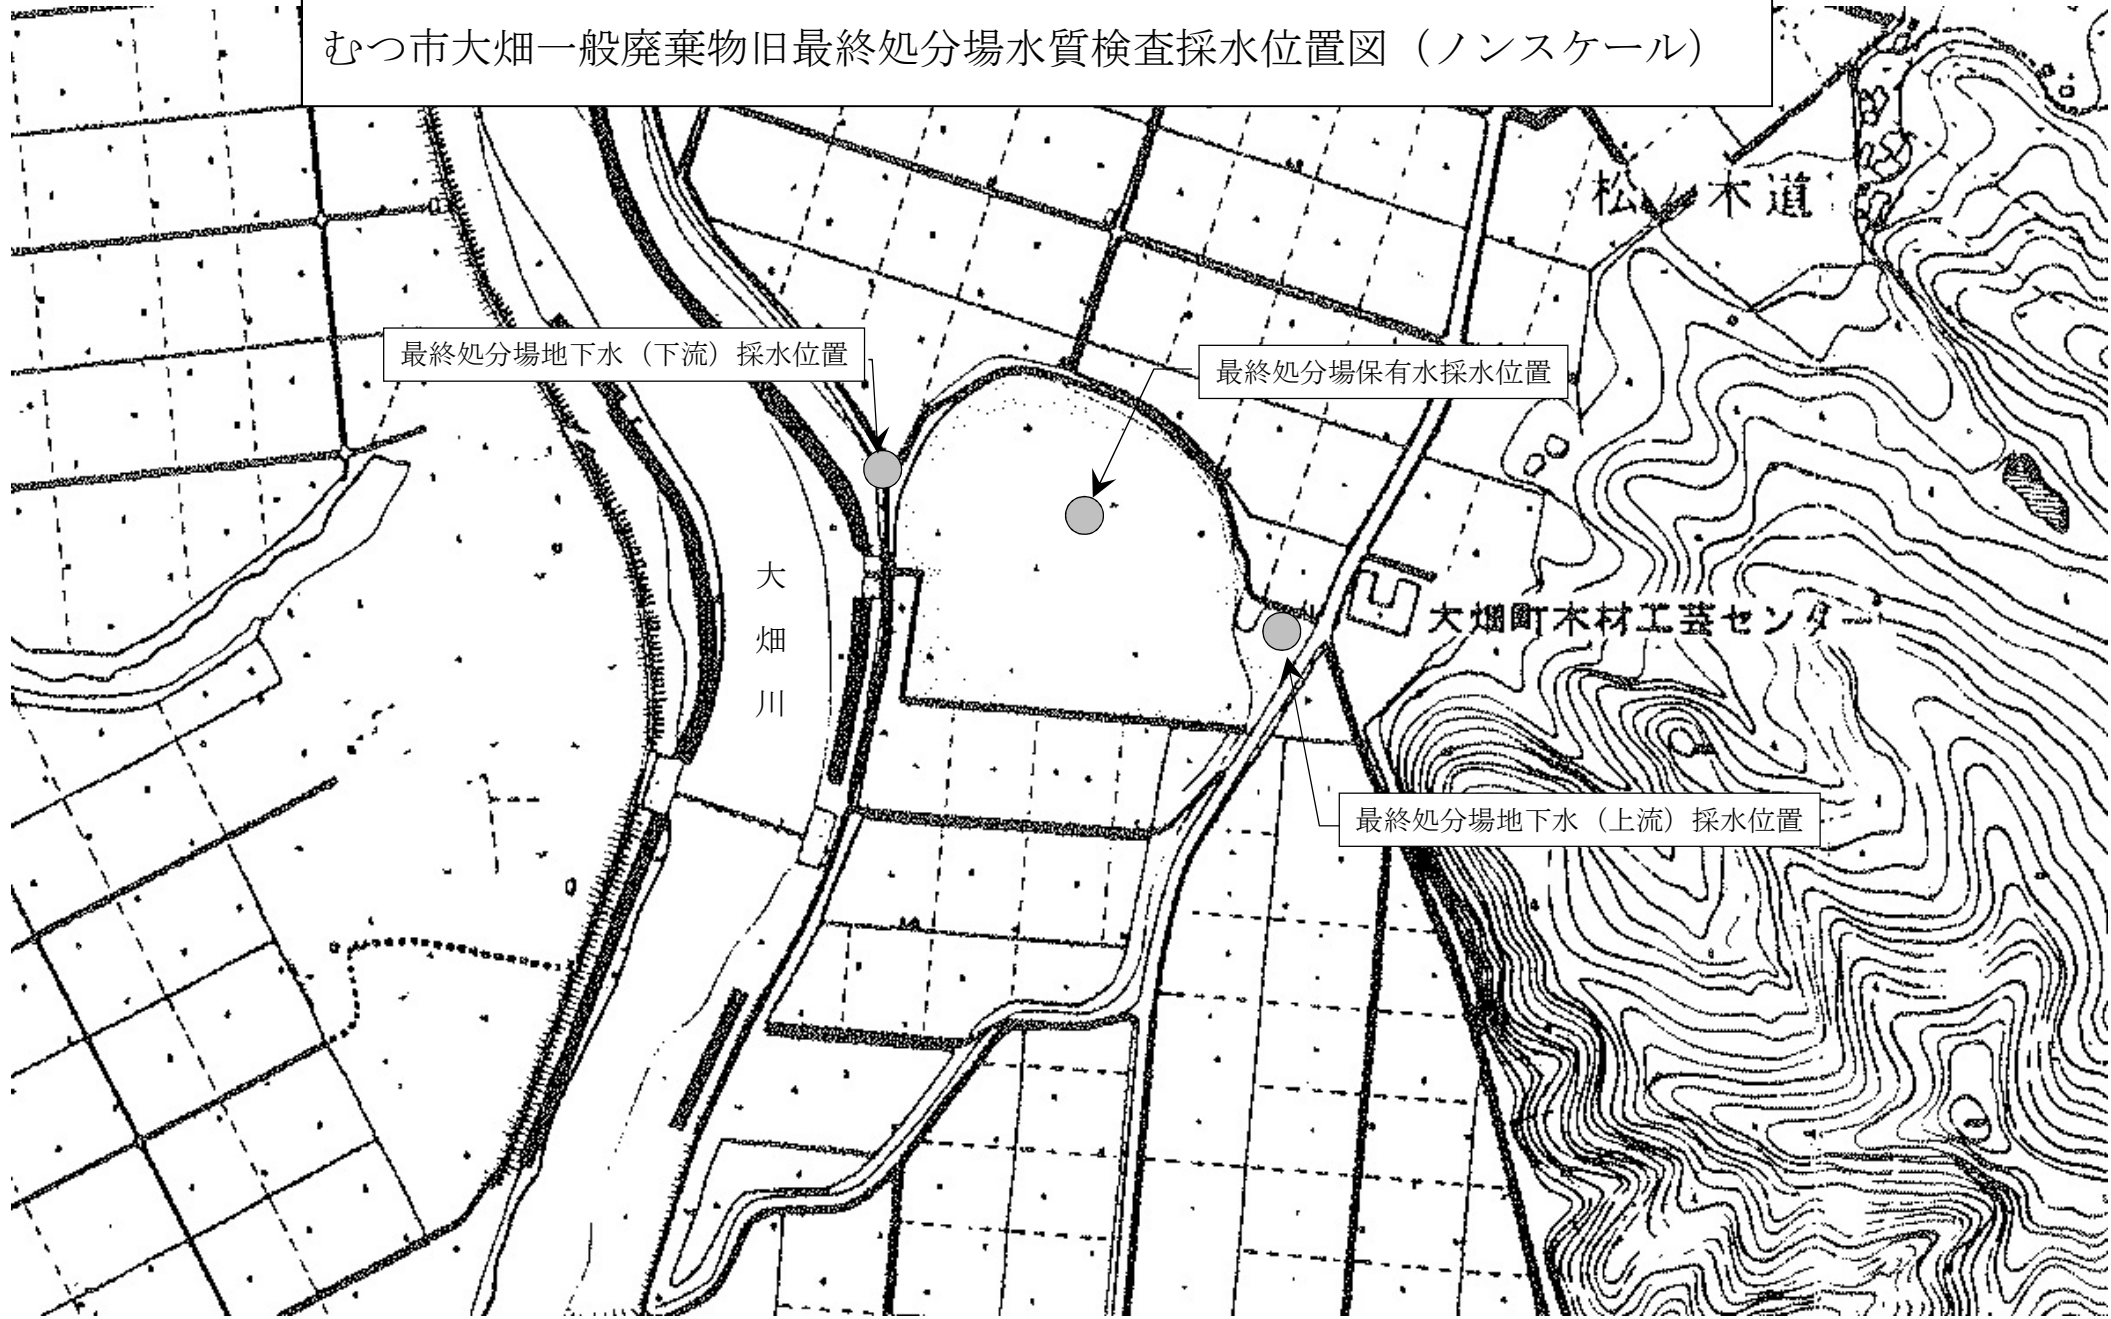 むつ市大畑一般廃棄物旧最終処分場水質検査採水位置図（ノンスケール）
松ノ木道
最終処分場地下水（下流）採水位置
最終処分場保有水採水位置
大畑川
大畑町木材工芸センター
最終処分場地下水（上流）採水位置